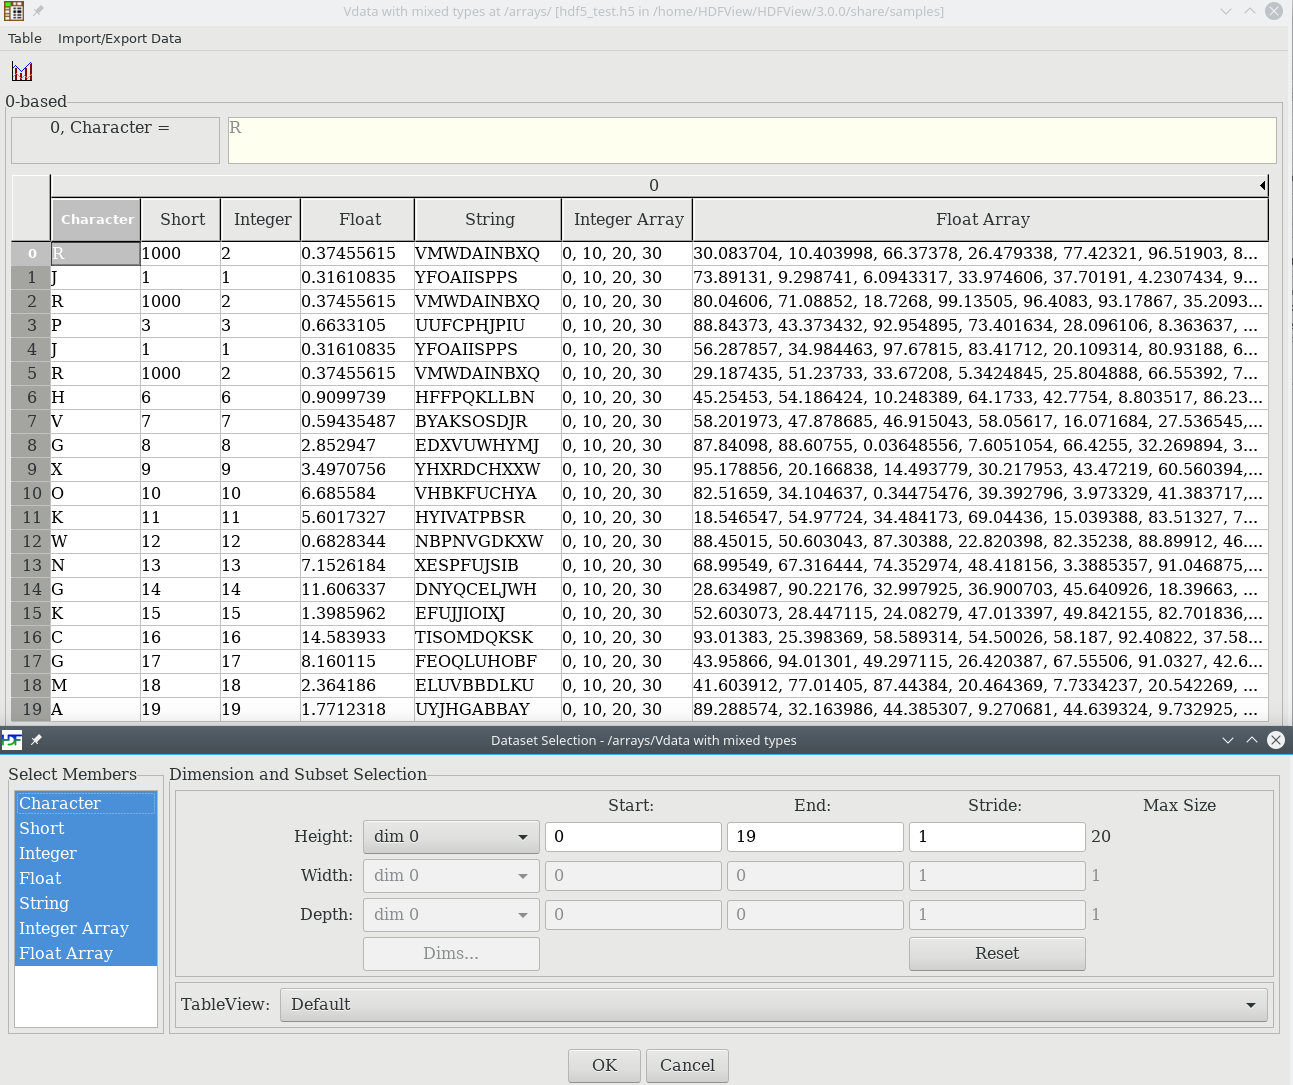 Vdata with mixed types at /arrays/ [hdf5_test.h5 in /home/HDFView/HDFView/3.0.0/share/samples]
Table Import/Export Data
0-based
0, Character = R
0
Character Short Integer Float String Integer Array Float Array
0 R 1000 2 0.37455615 VMWDAINBXQ 0, 10, 20, 30 30.083704, 10.403998, 66.37378, 26.479338, 77.42321, 96.51903, 8...
1 J 1 1 0.31610835 YFOAIISPPS 0, 10, 20, 30 73.89131, 9.298741, 6.0943317, 33.974606, 37.70191, 4.2307434, 9...
2 R 1000 2 0.37455615 VMWDAINBXQ 0, 10, 20, 30 80.04606, 71.08852, 18.7268, 99.13505, 96.4083, 93.17867, 35.2093...
3 P 3 3 0.6633105 UUFCPHJPIU 0, 10, 20, 30 88.84373, 43.373432, 92.954895, 73.401634, 28.096106, 8.363637, ...
4 J 1 1 0.31610835 YFOAIISPPS 0, 10, 20, 30 56.287857, 34.984463, 97.67815, 83.41712, 20.109314, 80.93188, 6...
5 R 1000 2 0.37455615 VMWDAINBXQ 0, 10, 20, 30 29.187435, 51.23733, 33.67208, 5.3424845, 25.804888, 66.55392, 7...
6 H 6 6 0.9099739 HFFPQKLLBN 0, 10, 20, 30 45.25453, 54.186424, 10.248389, 64.1733, 42.7754, 8.803517, 86.23...
7 V 7 7 0.59435487 BYAKSOSDJR 0, 10, 20, 30 58.201973, 47.878685, 46.915043, 58.05617, 16.071684, 27.536545,...
8 G 8 8 2.852947 EDXVUWHYMJ 0, 10, 20, 30 87.84098, 88.60755, 0.03648556, 7.6051054, 66.4255, 32.269894, 3...
9 X 9 9 3.4970756 YHXRDCHXXW 0, 10, 20, 30 95.178856, 20.166838, 14.493779, 30.217953, 43.47219, 60.560394,...
10 O 10 10 6.685584 VHBKFUCHYA 0, 10, 20, 30 82.51659, 34.104637, 0.34475476, 39.392796, 3.973329, 41.383717,...
11 K 11 11 5.6017327 HYIVATPBSR 0, 10, 20, 30 18.546547, 54.97724, 34.484173, 69.04436, 15.039388, 83.51327, 7...
12 W 12 12 0.6828344 NBPNVGDKXW 0, 10, 20, 30 88.45015, 50.603043, 87.30388, 22.820398, 82.35238, 88.89912, 46....
13 N 13 13 7.1526184 XESPFUJSIB 0, 10, 20, 30 68.99549, 67.316444, 74.352974, 48.418156, 3.3885357, 91.046875,...
14 G 14 14 11.606337 DNYQCELJWH 0, 10, 20, 30 28.634987, 90.22176, 32.997925, 36.900703, 45.640926, 18.39663, ...
15 K 15 15 1.3985962 EFUJJIOIXJ 0, 10, 20, 30 52.603073, 28.447115, 24.08279, 47.013397, 49.842155, 82.701836,...
16 C 16 16 14.583933 TISOMDQKSK 0, 10, 20, 30 93.01383, 25.398369, 58.589314, 54.50026, 58.187, 92.40822, 37.58...
17 G 17 17 8.160115 FEOQLUHOBF 0, 10, 20, 30 43.95866, 94.01301, 49.297115, 26.420387, 67.55506, 91.0327, 42.6...
18 M 18 18 2.364186 ELUVBBDLKU 0, 10, 20, 30 41.603912, 77.01405, 87.44384, 20.464369, 7.7334237, 20.542269, ...
19 A 19 19 1.7712318 UYJHGABBAY 0, 10, 20, 30 89.288574, 32.163986, 44.385307, 9.270681, 44.639324, 9.732925, ...
HDF Dataset Selection - /arrays/Vdata with mixed types
Select Members
Character
Short
Integer
Float
String
Integer Array
Float Array
Dimension and Subset Selection
Start: End: Stride: Max Size
Height: dim 0 0 19 1 20
Width: dim 0 0 0 1 1
Depth: dim 0 0 0 1 1
Dims... Reset
TableView: Default
OK Cancel